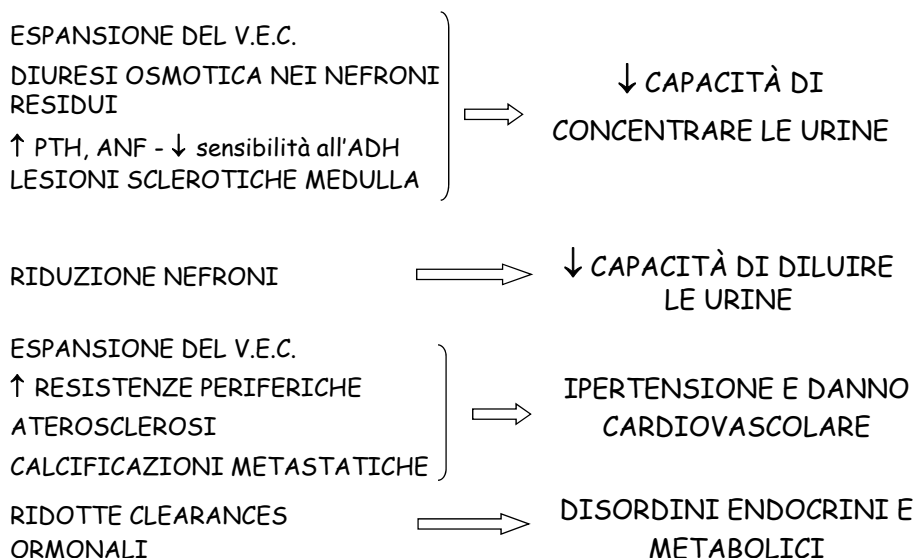 ESPANSIONE DEL V.E.C.
DIURESI OSMOTICA NEI NEFRONI
RESIDUI
↑ PTH, ANF - ↓ sensibilità all'ADH
LESIONI SCLEROTICHE MEDULLA
↓ CAPACITÀ DI
CONCENTRARE LE URINE
RIDUZIONE NEFRONI
↓ CAPACITÀ DI DILUIRE
LE URINE
ESPANSIONE DEL V.E.C.
↑ RESISTENZE PERIFERICHE
ATEROSCLEROSI
CALCIFICAZIONI METASTATICHE
IPERTENSIONE E DANNO
CARDIOVASCOLARE
RIDOTTE CLEARANCES
ORMONALI
DISORDINI ENDOCRINI E
METABOLICI